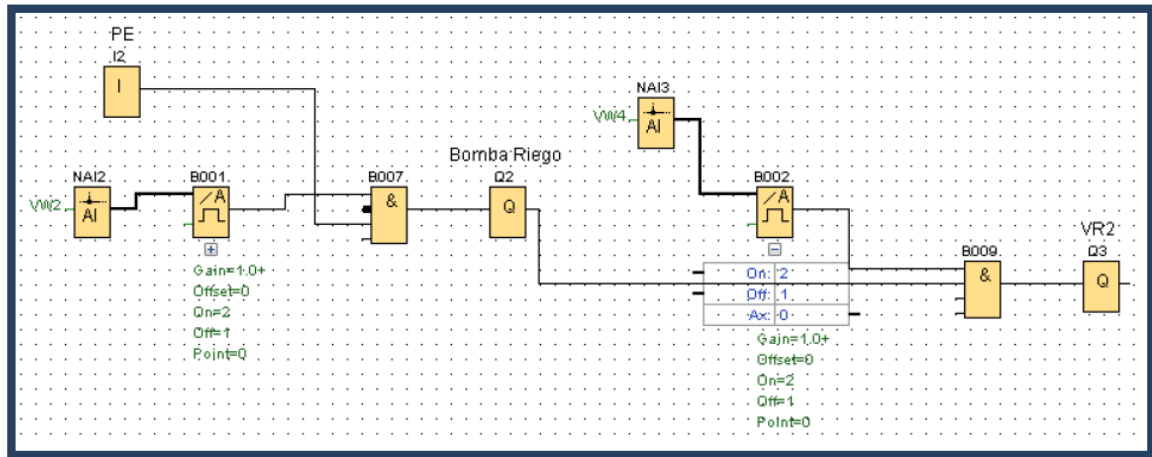 PE
I2
I
NAI2
VW2
AI
B001
/A
Gain=1.0+
Offset=0
On=2
Off=1
Point=0
B007
&
Bomba Riego
Q2
Q
NAI3
VW4
AI
B002
/A
On: 2
Off: 1
Ax: 0
Gain=1.0+
Offset=0
On=2
Off=1
Point=0
B009
&
VR2
Q3
Q